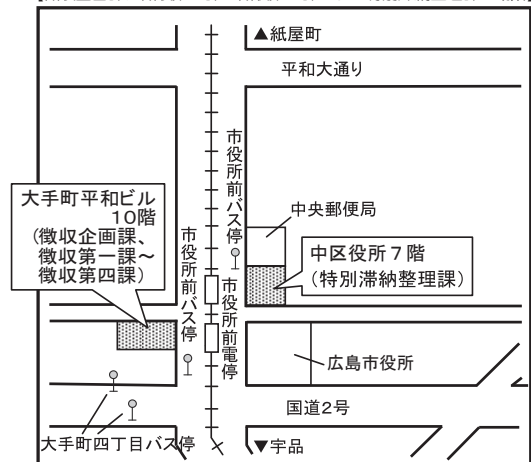 ▲紙屋町
平和大通り
市役所前バス停
中央郵便局
大手町平和ビル
10階
(徴収企画課、
徴収第一課～
徴収第四課)
中区役所7階
(特別滞納整理課)
市役所前バス停
市役所前電停
広島市役所
国道2号
大手町四丁目バス停
▼宇品